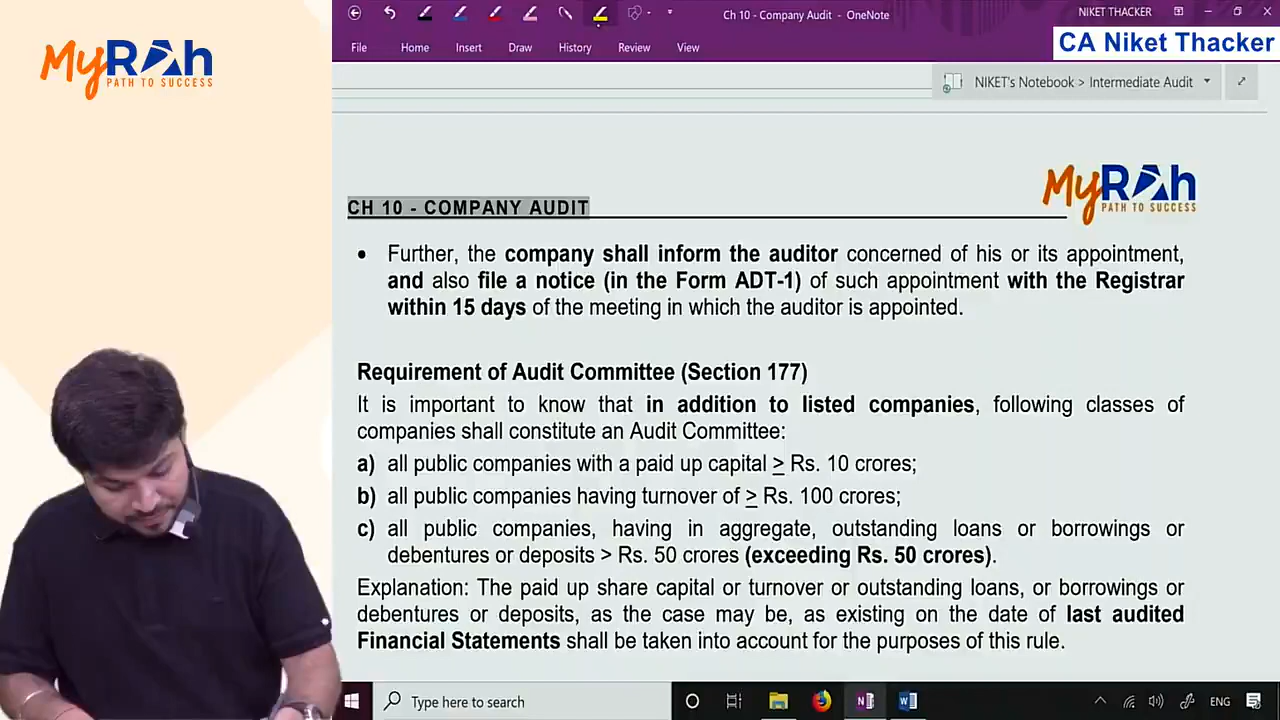 MyRAh
PATH TO SUCCESS
Ch 10 - Company Audit - OneNote
NIKET THACKER
CA Niket Thacker
File Home Insert Draw History Review View
NIKET's Notebook > Intermediate Audit
MyRAh
PATH TO SUCCESS
CH 10 - COMPANY AUDIT
• Further, the company shall inform the auditor concerned of his or its appointment,
and also file a notice (in the Form ADT-1) of such appointment with the Registrar
within 15 days of the meeting in which the auditor is appointed.
Requirement of Audit Committee (Section 177)
It is important to know that in addition to listed companies, following classes of
companies shall constitute an Audit Committee:
a) all public companies with a paid up capital ≥ Rs. 10 crores;
b) all public companies having turnover of ≥ Rs. 100 crores;
c) all public companies, having in aggregate, outstanding loans or borrowings or
debentures or deposits > Rs. 50 crores (exceeding Rs. 50 crores).
Explanation: The paid up share capital or turnover or outstanding loans, or borrowings or
debentures or deposits, as the case may be, as existing on the date of last audited
Financial Statements shall be taken into account for the purposes of this rule.
Type here to search
ENG